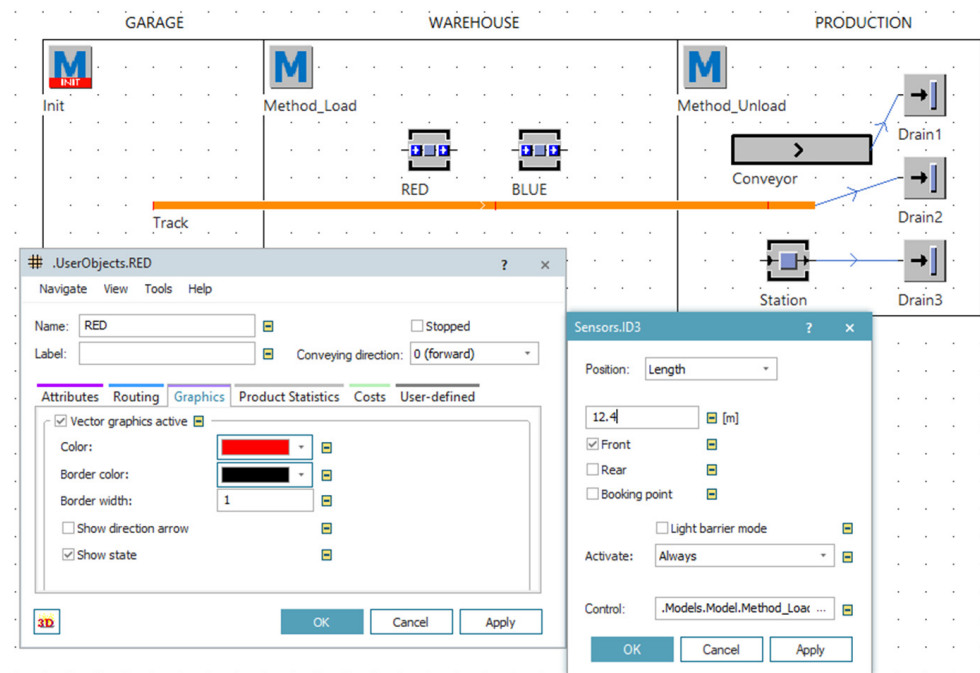 GARAGE WAREHOUSE PRODUCTION
M M M
INIT
Init Method_Load Method_Unload
Drain1
RED BLUE Conveyor
Track Drain2
Station Drain3
.UserObjects.RED ? ×
Navigate View Tools Help
Name: RED Stopped
Label: Conveying direction: 0 (forward)
Attributes Routing Graphics Product Statistics Costs User-defined
Vector graphics active
Color:
Border color:
Border width: 1
Show direction arrow
Show state
3D OK Cancel Apply
Sensors.ID3 ? ×
Position: Length
12.4 [m]
Front
Rear
Booking point
Light barrier mode
Activate: Always
Control: .Models.Model.Method_Loac ...
OK Cancel Apply